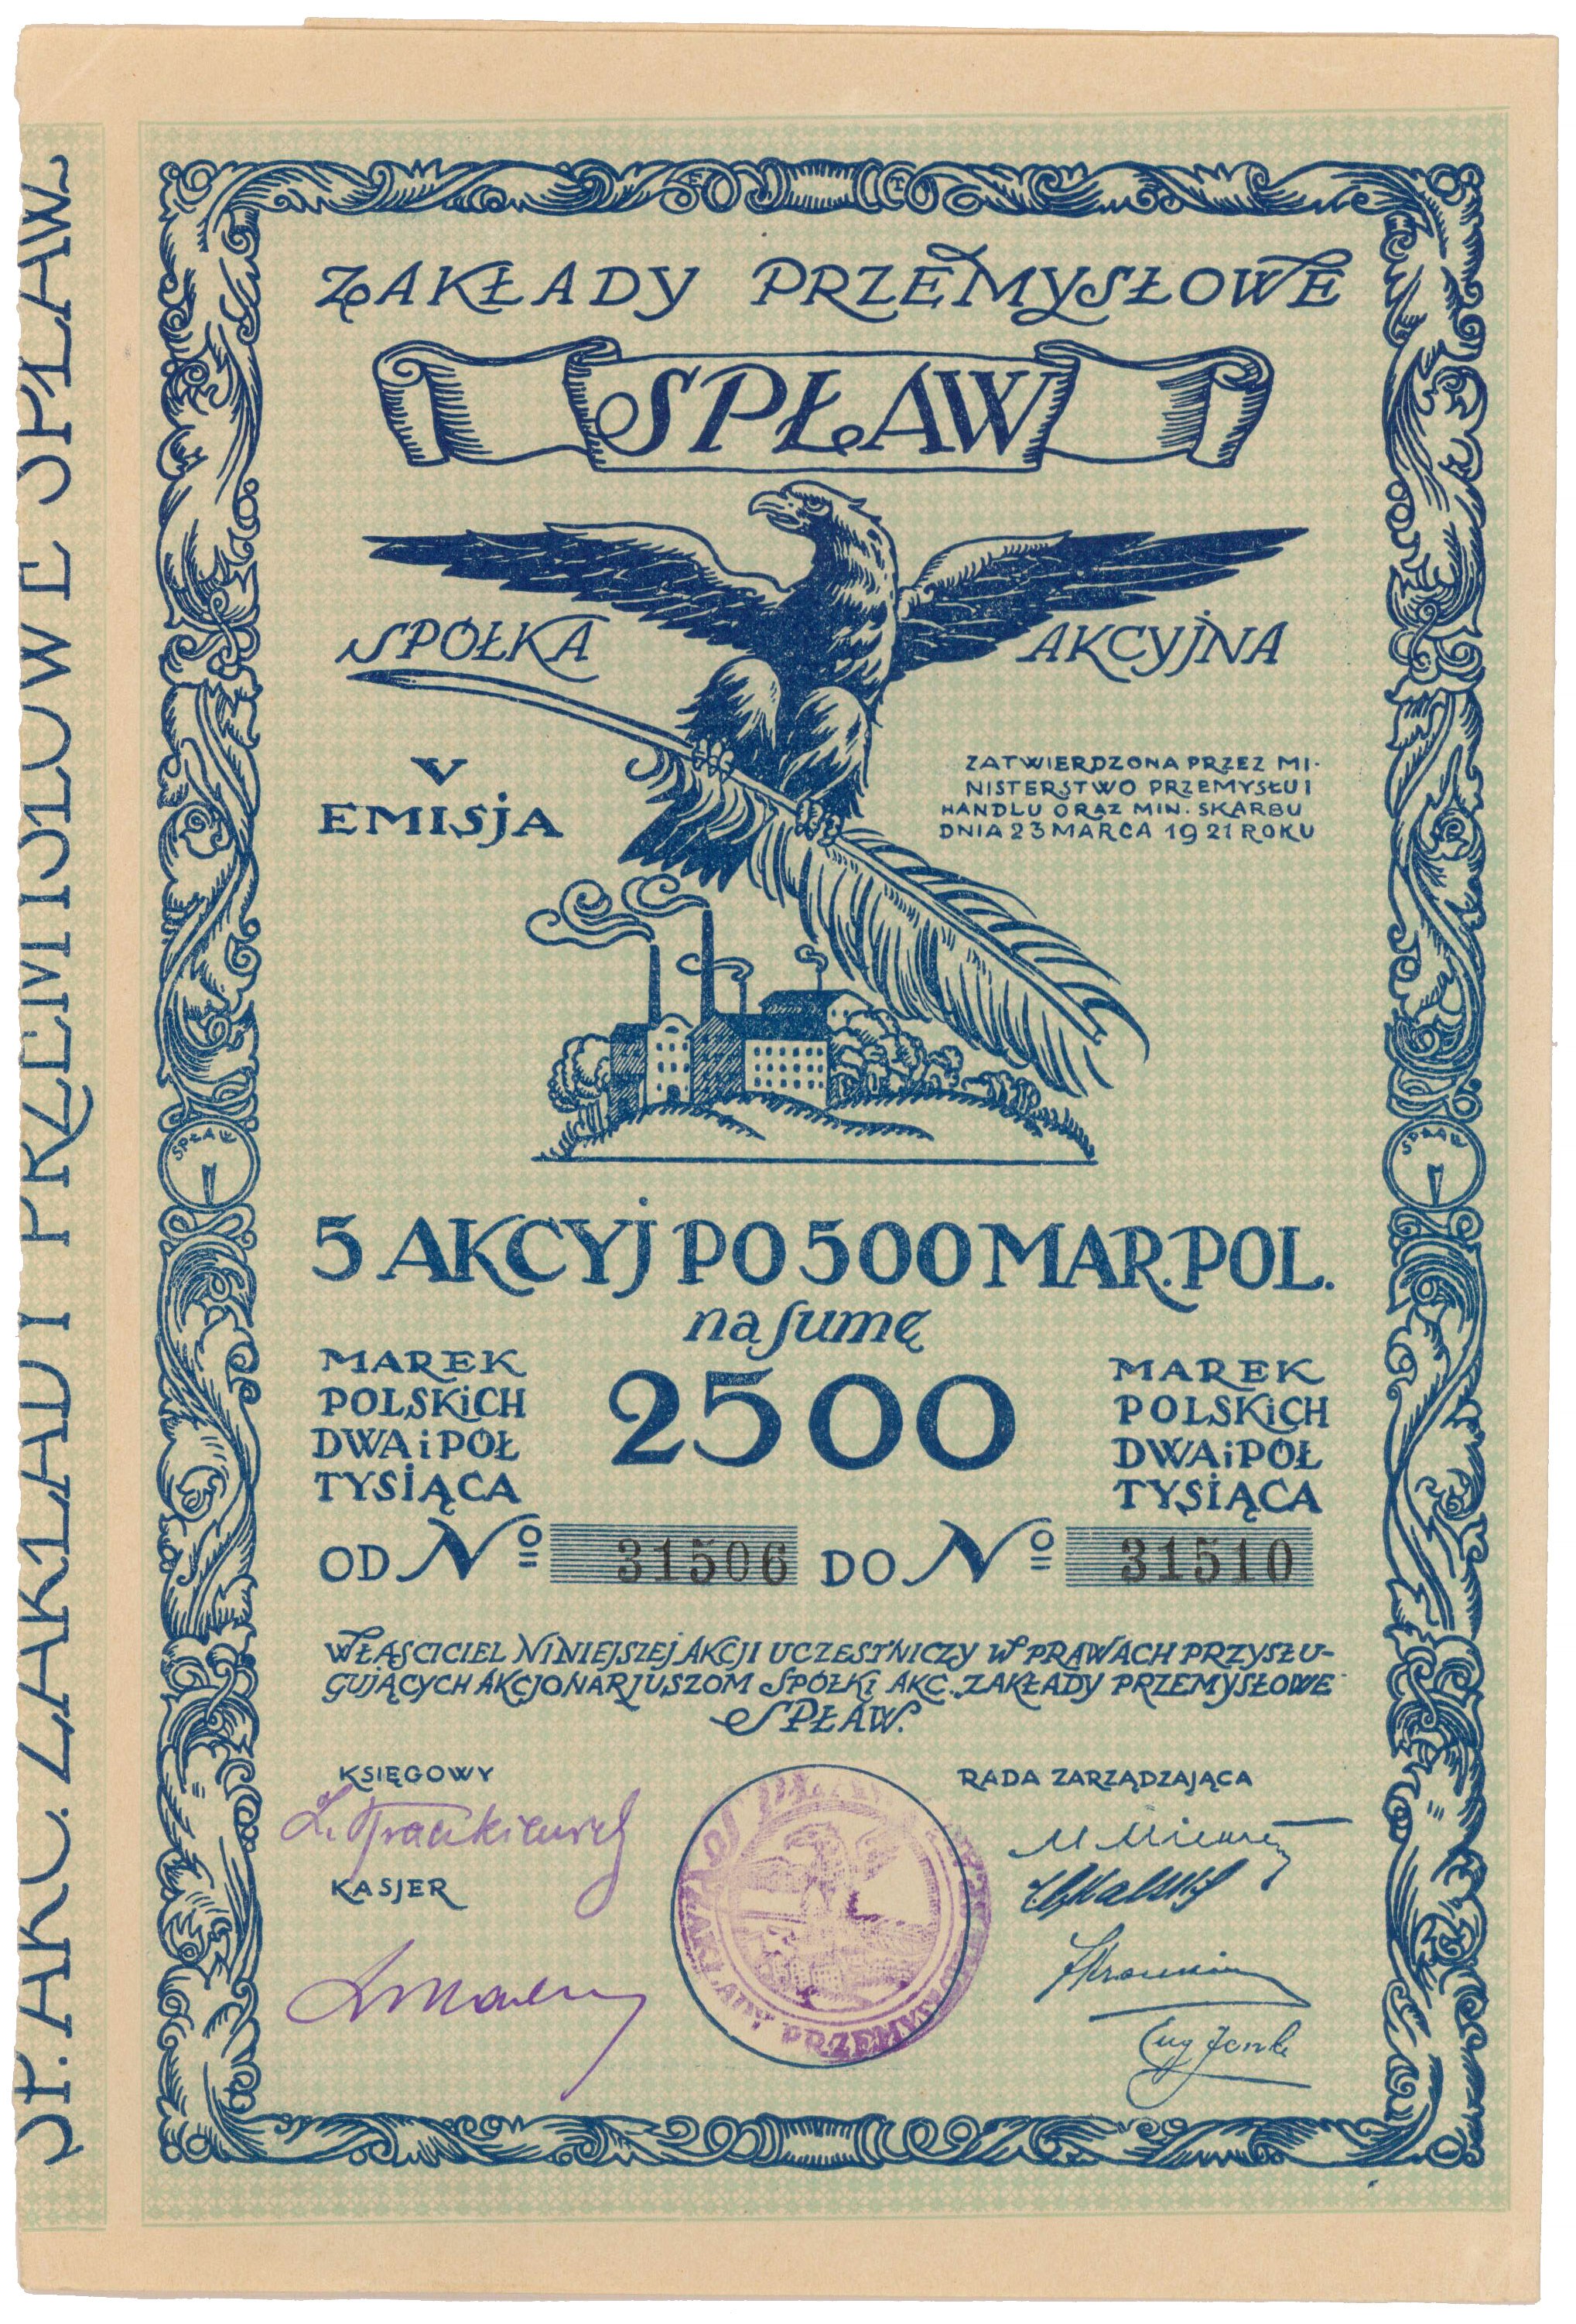 SP. AKC. ZAKŁADY PRZEMYSŁOWE SPŁAW
ZAKŁADY PRZEMYSŁOWE
SPŁAW
SPÓŁKA AKCYJNA
V
EMISJA
ZATWIERDZONA PRZEZ MI-
NISTERSTWO PRZEMYSŁU I
HANDLU ORAZ MIN. SKARBU
DNIA 23 MARCA 1921 ROKU
SPŁAW
SPŁAW
5 AKCYJ PO 500 MAR. POL.
na sumę
MAREK
POLSKICH
DWA i PÓŁ
TYSIĄCA
2500
MAREK
POLSKICH
DWA i PÓŁ
TYSIĄCA
OD No 31506 DO No 31510
WŁAŚCICIEL NINIEJSZEJ AKCJI UCZESTNICZY W PRAWACH PRZYSŁU-
GUJĄCYCH AKCJONARJUSZOM SPÓŁKI AKC. ZAKŁADY PRZEMYSŁOWE
SPŁAW.
KSIĘGOWY
KASJER
RADA ZARZĄDZAJĄCA
PRZEMYSŁOWE